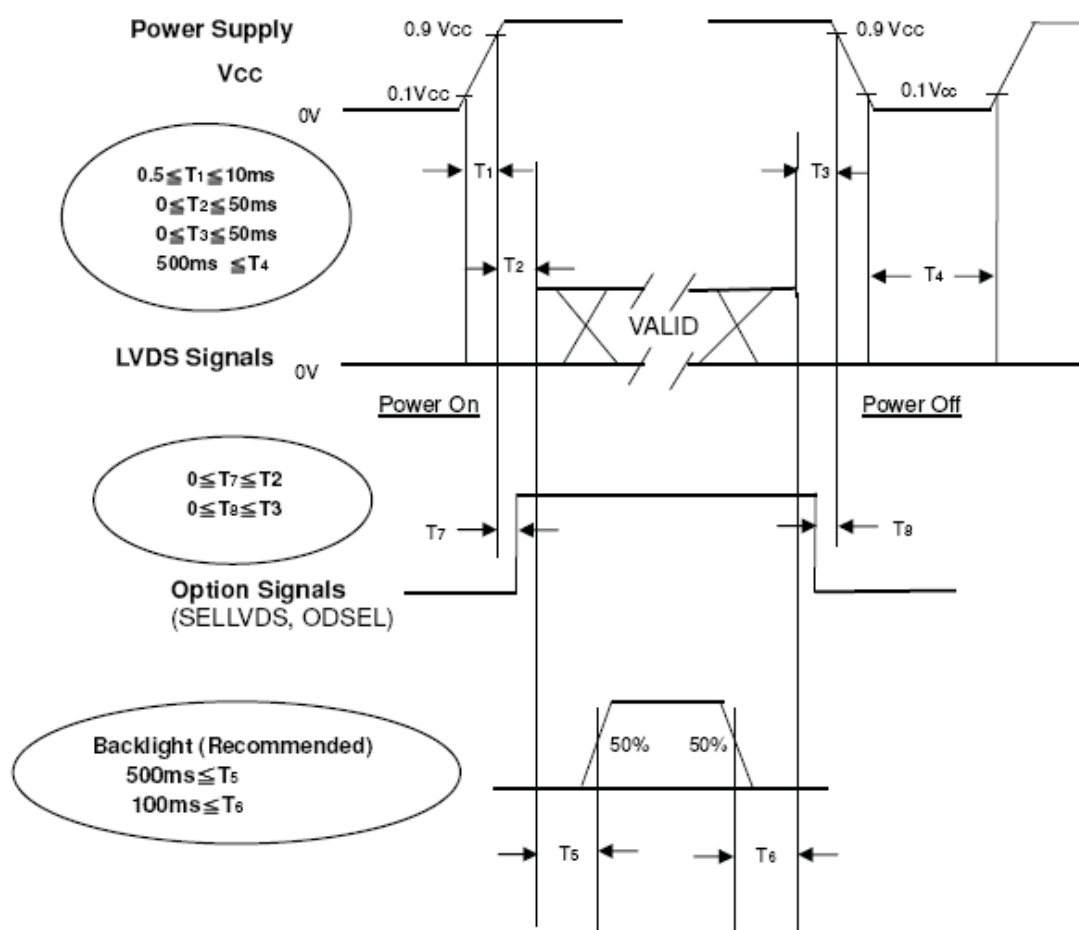 Power Supply
VCC
0.9 VCC
0.1VCC
0V
0.9 VCC
0.1Vcc
0.5≦T1≦10ms
0≦T2≦50ms
0≦T3≦50ms
500ms ≦T4
T1
T2
T3
T4
VALID
LVDS Signals
0V
Power On
Power Off
0≦T7≦T2
0≦T8≦T3
T7
T8
Option Signals
(SELLVDS, ODSEL)
Backlight (Recommended)
500ms≦T5
100ms≦T6
50%
50%
T5
T6